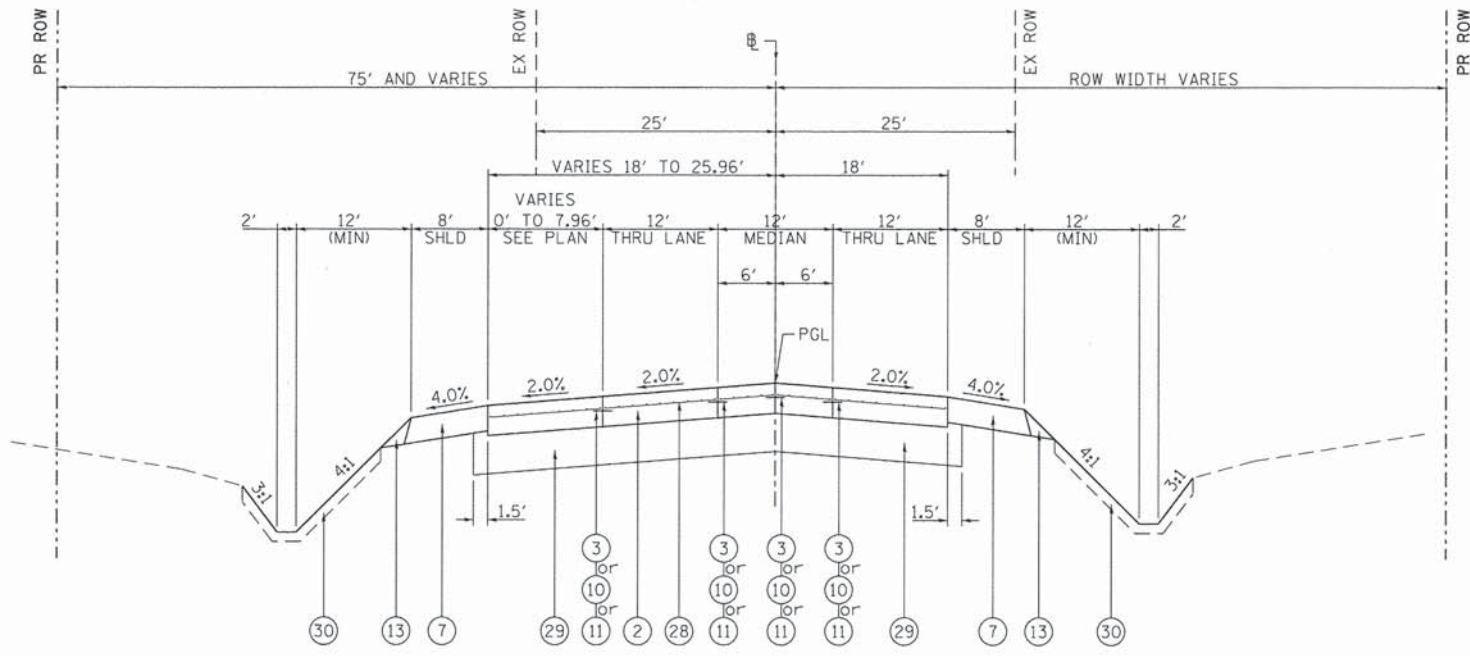 PR ROW
EX ROW
℄
EX ROW
PR ROW
75' AND VARIES
ROW WIDTH VARIES
25'
25'
VARIES 18' TO 25.96'
18'
2'
12'
(MIN)
8'
SHLD
VARIES
0' TO 7.96'
SEE PLAN
12'
THRU LANE
12'
MEDIAN
12'
THRU LANE
8'
SHLD
12'
(MIN)
2'
6'
6'
PGL
4.0%
2.0%
2.0%
2.0%
4.0%
3:1
4:1
4:1
3:1
1.5'
1.5'
3
or
10
or
11
3
or
10
or
11
3
or
10
or
11
3
or
10
or
11
30
13
7
29
2
28
29
7
13
30